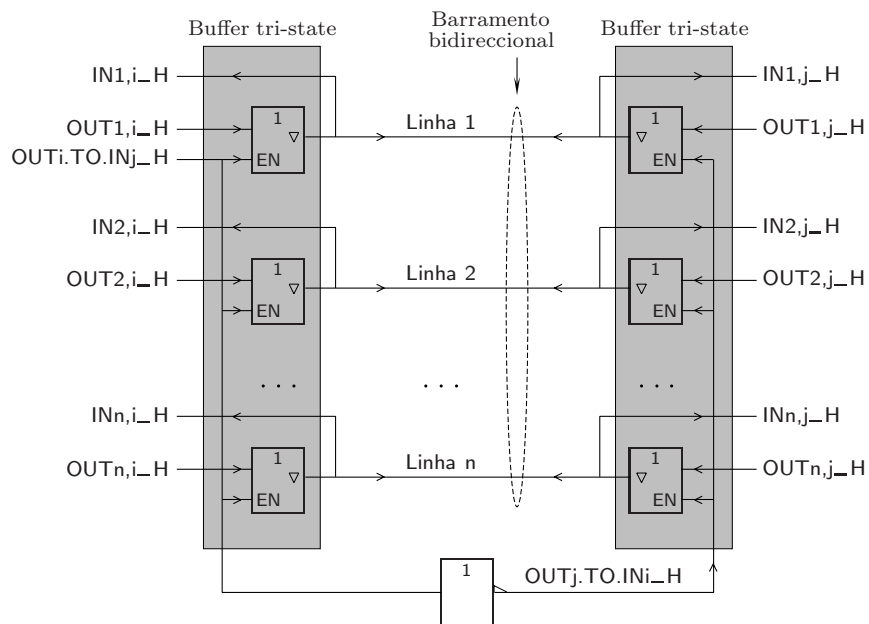 Buffer tri-state
Barramento
bidireccional
Buffer tri-state
IN1,i_H
IN1,j_H
OUT1,i_H
1
Linha 1
1
OUT1,j_H
OUTi.TO.INj_H
EN
EN
IN2,i_H
IN2,j_H
OUT2,i_H
1
Linha 2
1
OUT2,j_H
EN
EN
. . .
. . .
. . .
INn,i_H
INn,j_H
OUTn,i_H
1
Linha n
1
OUTn,j_H
EN
EN
1
OUTj.TO.INi_H